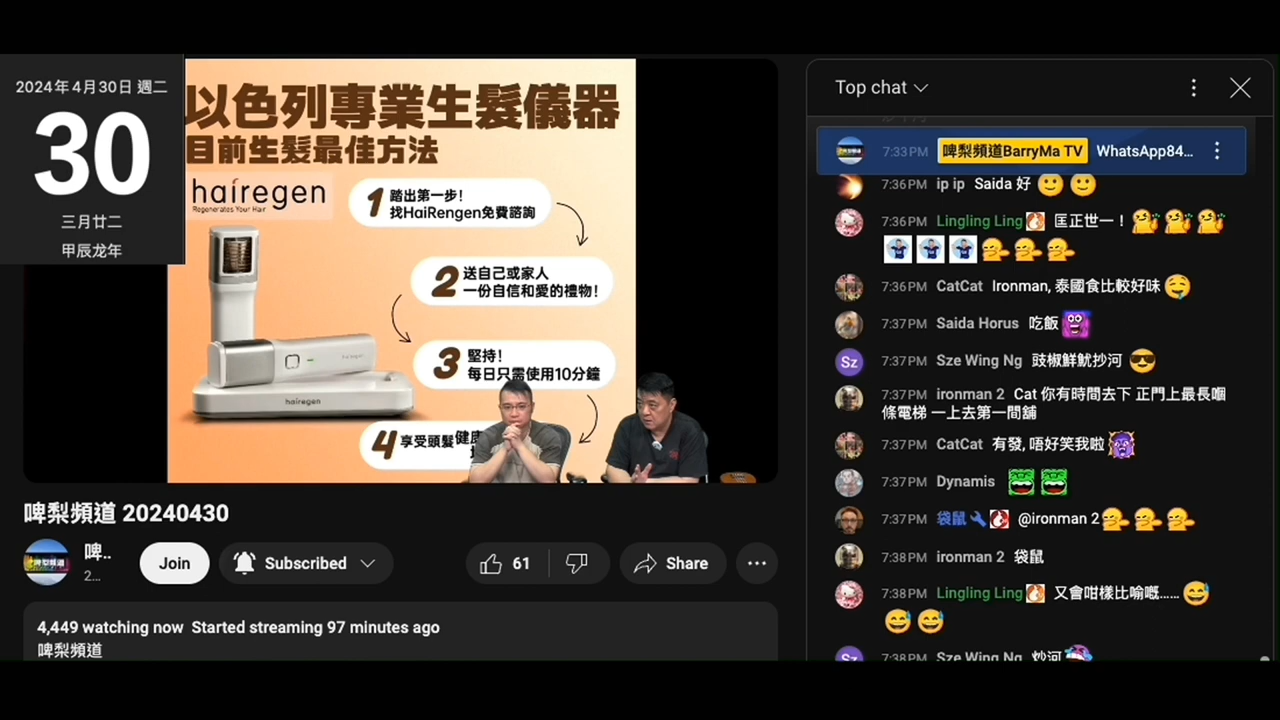 2024年4月30日 週二
30
三月廿二
甲辰龙年
以色列專業生髮儀器
目前生髮最佳方法
hairegen
Regenerates Your Hair
1 踏出第一步!
找HaiRengen免費諮詢
2 送自己或家人
一份自信和愛的禮物!
3 堅持!
每日只需使用10分鐘
hairegen
4 享受頭髮健康
啤梨頻道 20240430
啤..
2...
Join
Subscribed
61
Share
4,449 watching now Started streaming 97 minutes ago
啤梨頻道
Top chat
7:33 PM 啤梨頻道BarryMa TV WhatsApp84...
7:36 PM ip ip Saida 好
7:36 PM Lingling Ling 匡正世一！
7:36 PM CatCat Ironman, 泰國食比較好味
7:37 PM Saida Horus 吃飯
Sz 7:37 PM Sze Wing Ng 豉椒鮮魷抄河
7:37 PM ironman 2 Cat 你有時間去下 正門上最長嗰
條電梯 一上去第一間舖
7:37 PM CatCat 有發, 唔好笑我啦
7:37 PM Dynamis
7:37 PM 袋鼠 @ironman 2
7:38 PM ironman 2 袋鼠
7:38 PM Lingling Ling 又會咁樣比喻嘅......
Sz 7:38 PM Sze Wing Ng 炒河